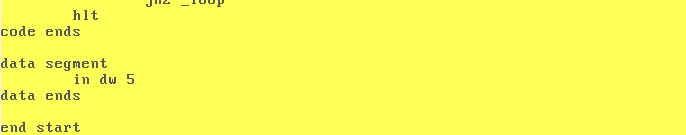 hlt
code ends
data segment
in dw 5
data ends
end start